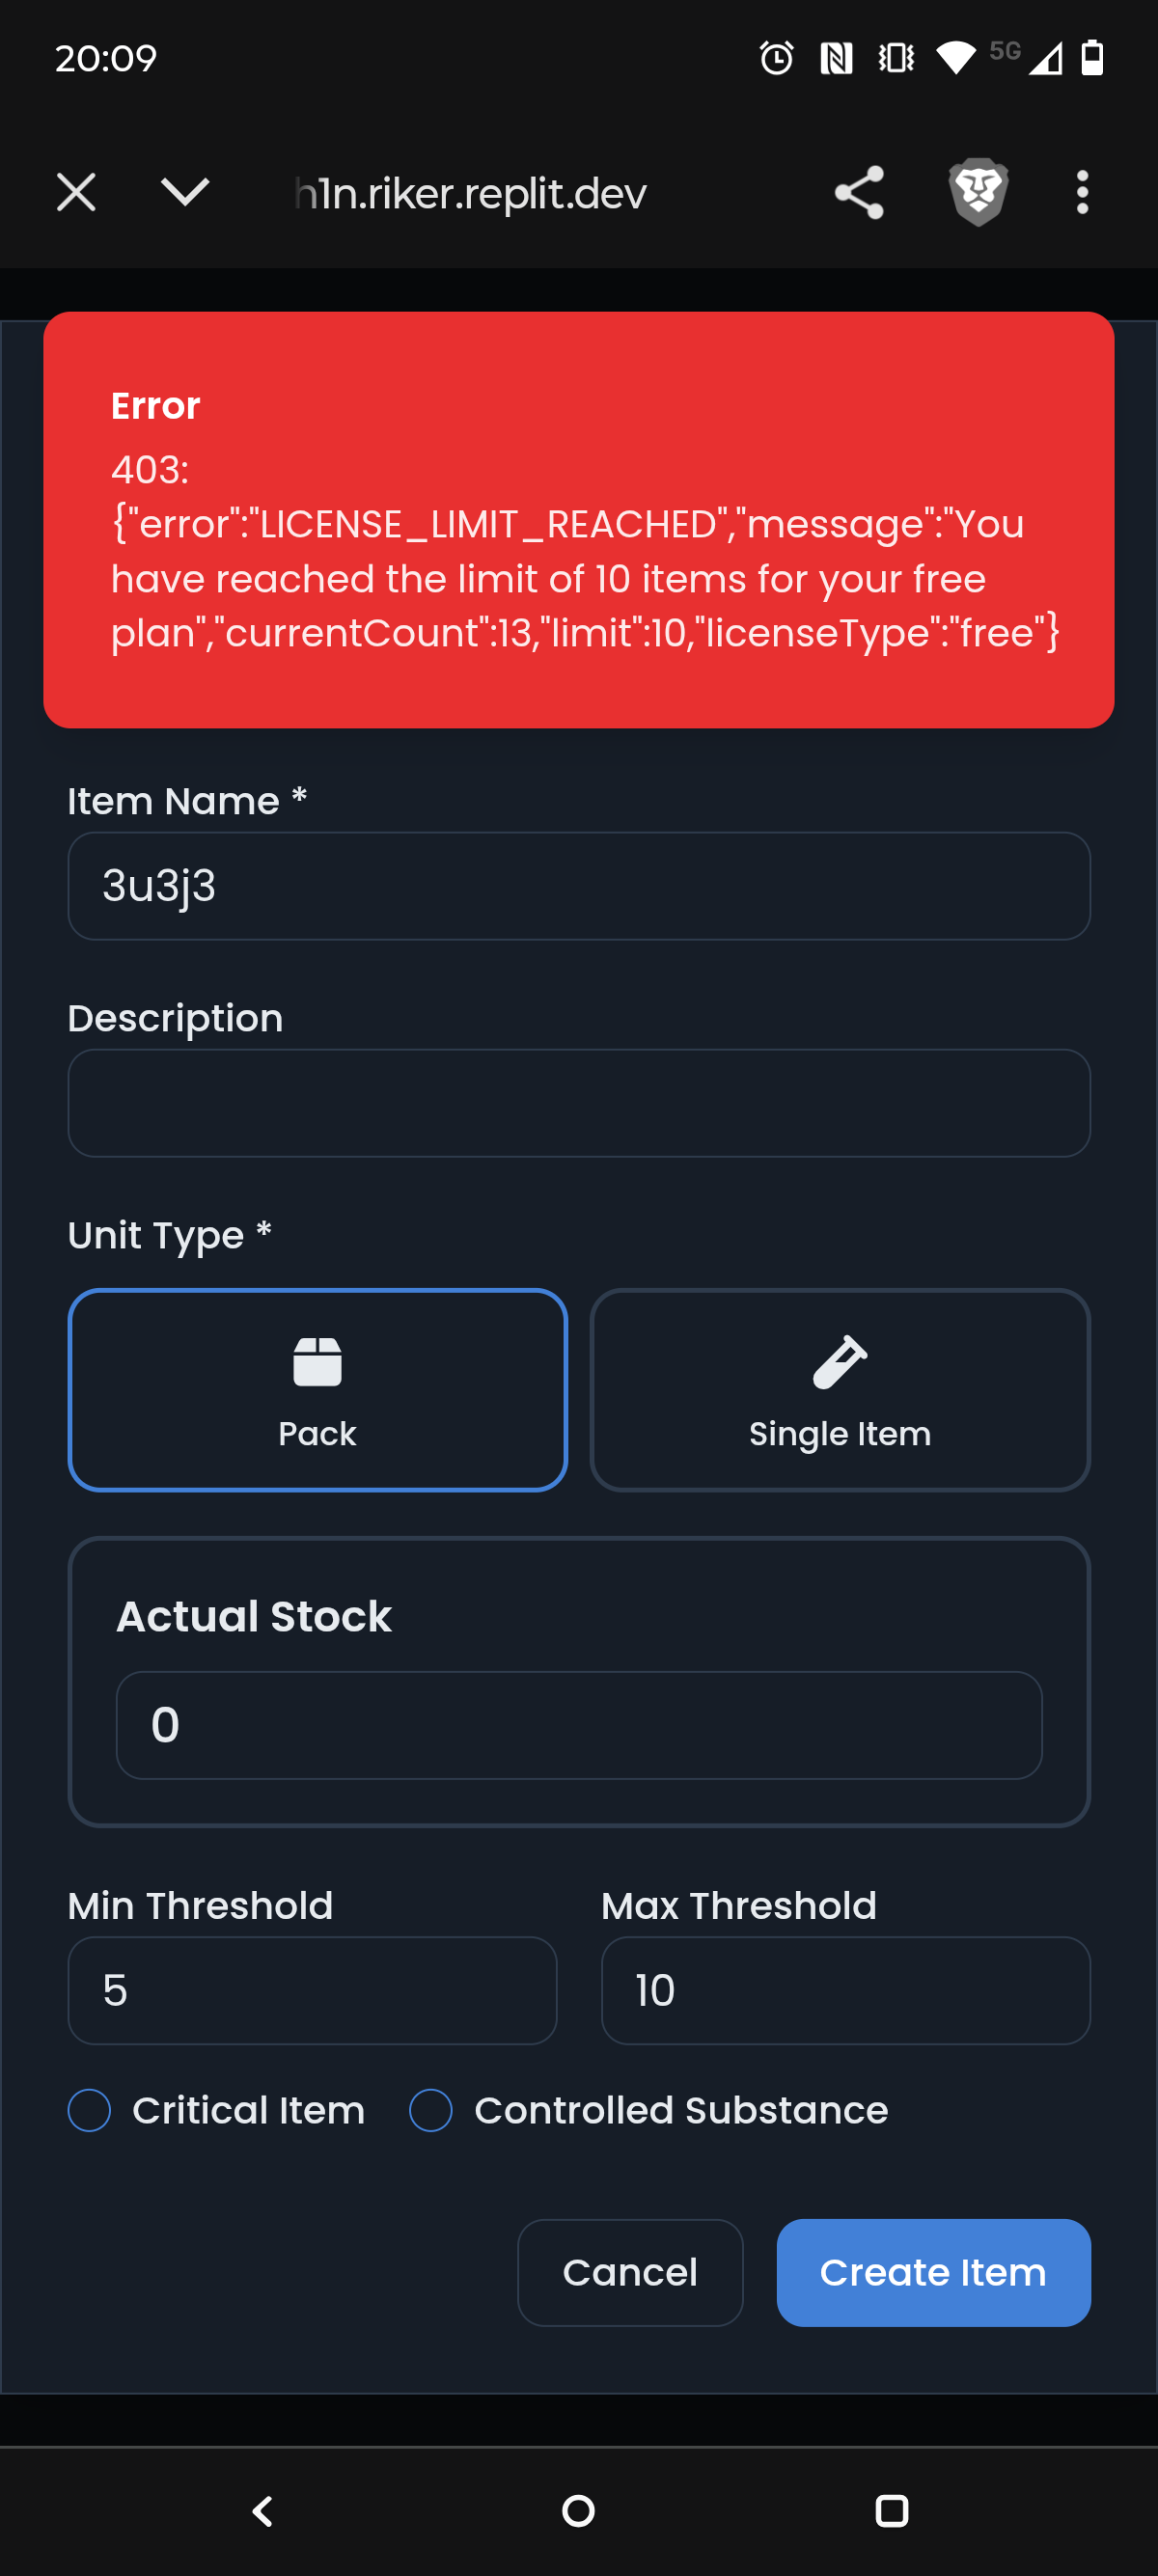 20:09
5G
h1n.riker.replit.dev
Error
403:
{"error":"LICENSE_LIMIT_REACHED","message":"You
have reached the limit of 10 items for your free
plan","currentCount":13,"limit":10,"licenseType":"free"}
Item Name *
3u3j3
Description
Unit Type *
Pack
Single Item
Actual Stock
0
Min Threshold
Max Threshold
5
10
Critical Item
Controlled Substance
Cancel
Create Item